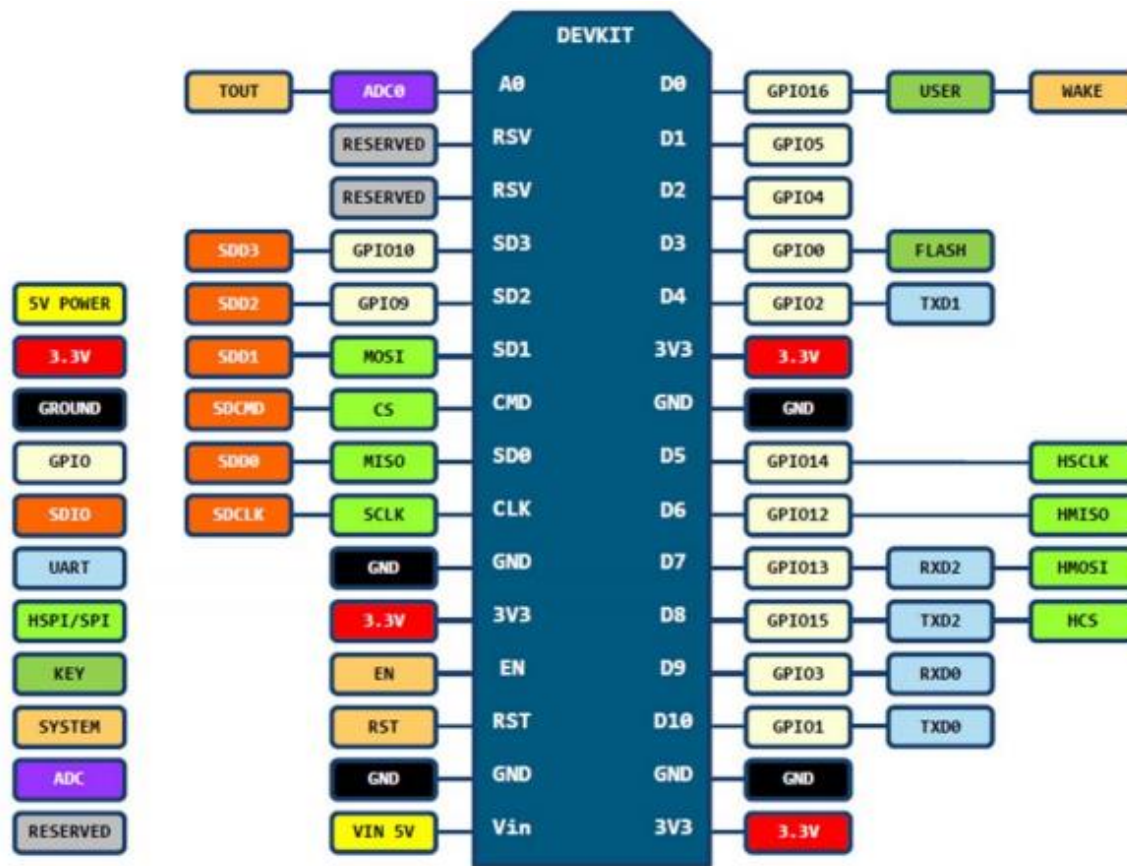 DEVKIT
TOUT ADC0 A0 D0 GPIO16 USER WAKE
RESERVED RSV D1 GPIO5
RESERVED RSV D2 GPIO4
SDD3 GPIO10 SD3 D3 GPIO0 FLASH
5V POWER SDD2 GPIO9 SD2 D4 GPIO2 TXD1
3.3V SDD1 MOSI SD1 3V3 3.3V
GROUND SDCMD CS CMD GND GND
GPIO SDD0 MISO SD0 D5 GPIO14 HSCLK
SDIO SDCLK SCLK CLK D6 GPIO12 HMISO
UART GND GND D7 GPIO13 RXD2 HMOSI
HSPI/SPI 3.3V 3V3 D8 GPIO15 TXD2 HCS
KEY EN EN D9 GPIO3 RXD0
SYSTEM RST RST D10 GPIO1 TXD0
ADC GND GND GND GND
RESERVED VIN 5V Vin 3V3 3.3V